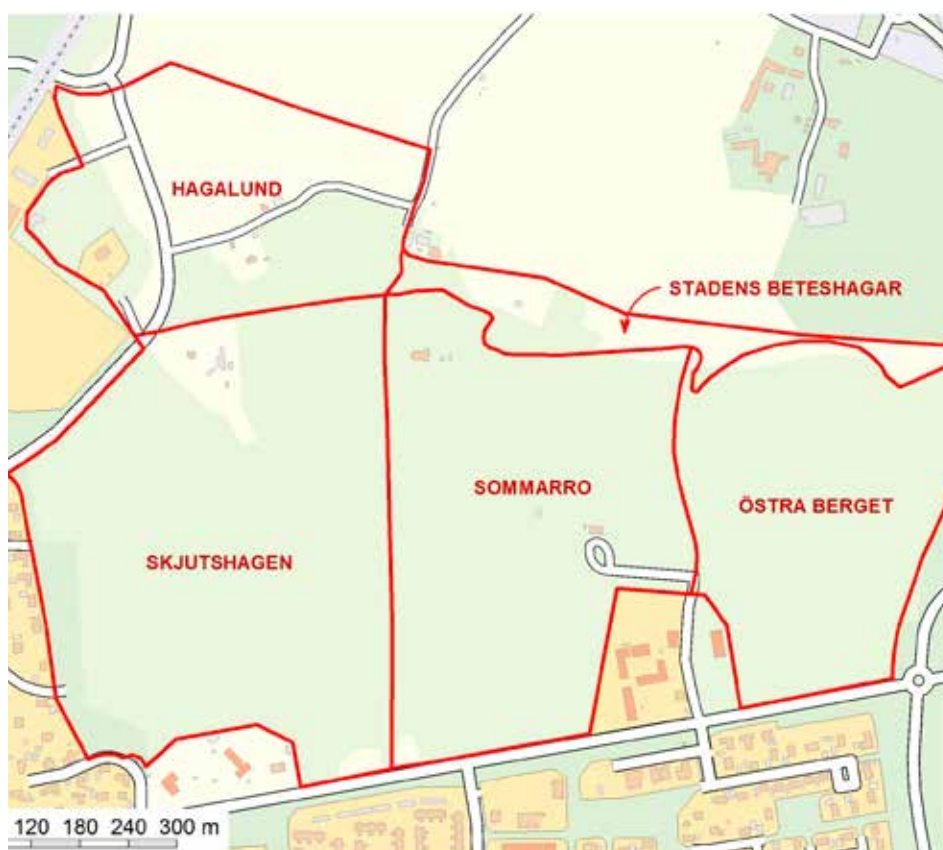 HAGALUND
STADENS BETESHAGAR
SOMMARRO
ÖSTRA BERGET
SKJUTSHAGEN
120 180 240 300 m